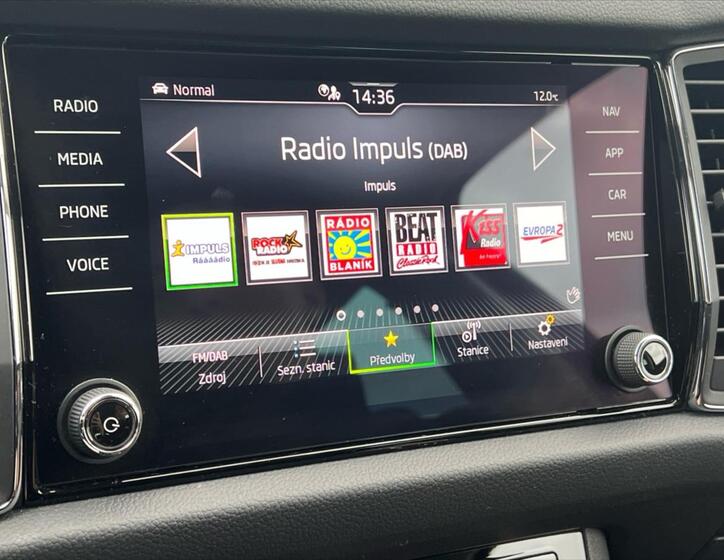 Normal
14:36
12.0°C
RADIO
MEDIA
PHONE
VOICE
NAV
APP
CAR
MENU
Radio Impuls (DAB)
Impuls
IMPULS
Ráááádio
ROCK
RADIO
RÁDIO
BLANÍK
BEAT
RADIO
Classic Rock
Kiss
Radio
EVROPA 2
FM/DAB
Zdroj
Sezn. stanic
Předvolby
Stanice
Nastavení